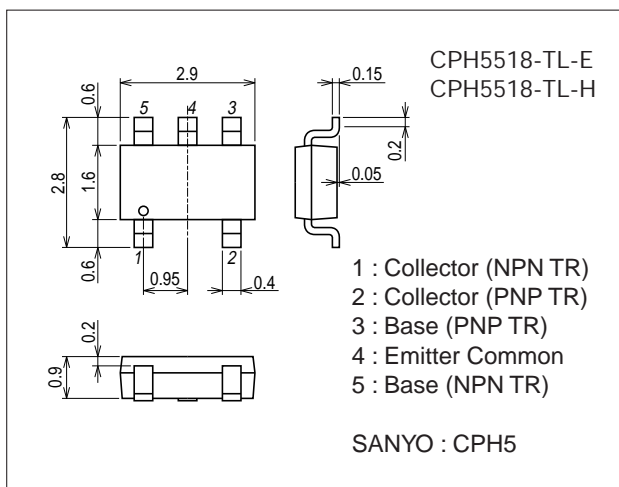 CPH5518-TL-E
CPH5518-TL-H
2.9
0.15
0.6
5
4
3
0.2
2.8
1.6
0.05
1
2
0.6
0.95
0.4
1 : Collector (NPN TR)
2 : Collector (PNP TR)
3 : Base (PNP TR)
4 : Emitter Common
5 : Base (NPN TR)
0.2
0.9
SANYO : CPH5